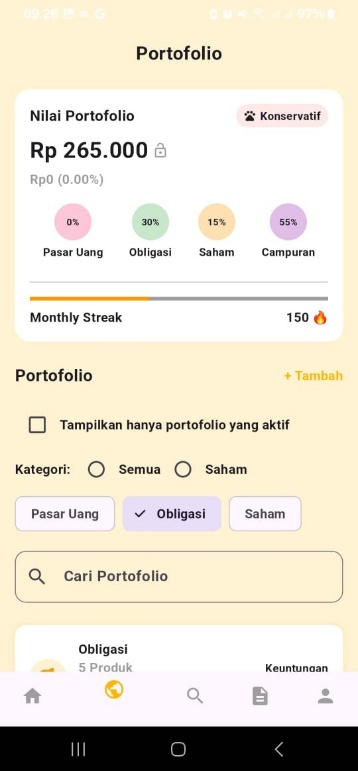 09:26
97%
Portofolio
Nilai Portofolio
Konservatif
Rp 265.000
Rp0 (0.00%)
0%
30%
15%
55%
Pasar Uang
Obligasi
Saham
Campuran
Monthly Streak
150
Portofolio
+ Tambah
Tampilkan hanya portofolio yang aktif
Kategori:
Semua
Saham
Pasar Uang
Obligasi
Saham
Cari Portofolio
Obligasi
5 Produk
Keuntungan